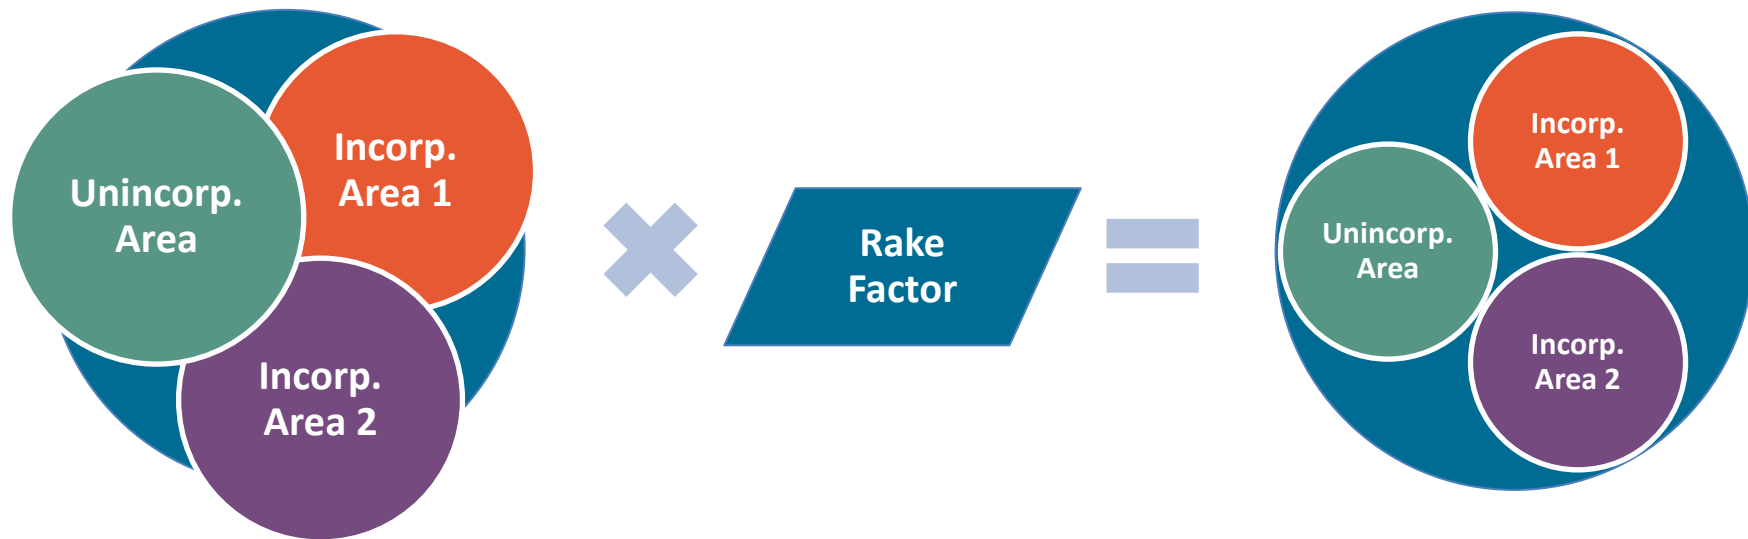 Unincorp.
Area
Incorp.
Area 1
Incorp.
Area 2
Rake
Factor
Incorp.
Area 1
Unincorp.
Area
Incorp.
Area 2